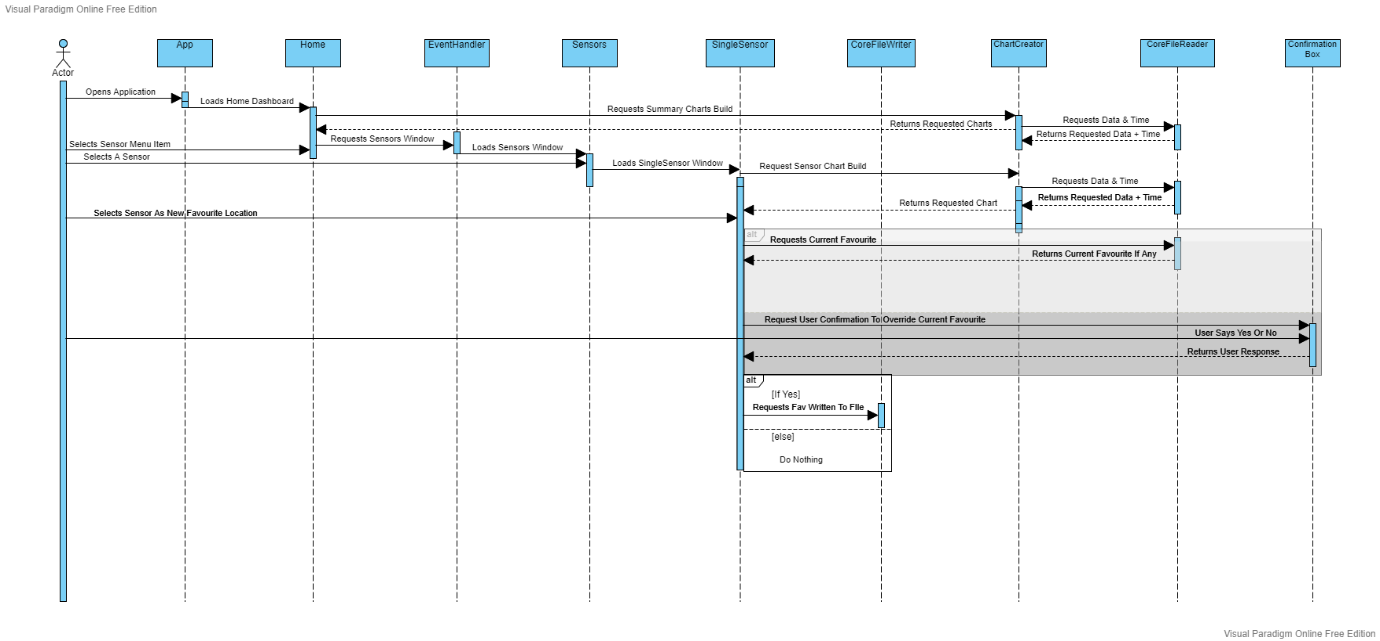 Visual Paradigm Online Free Edition
App
Home
EventHandler
Sensors
SingleSensor
CoreFileWriter
ChartCreator
CoreFileReader
Confirmation
Box
Actor
Opens Application
Loads Home Dashboard
Requests Summary Charts Build
Requests Data & Time
Returns Requested Charts
Returns Requested Data + Time
Requests Sensors Window
Selects Sensor Menu Item
Loads Sensors Window
Selects A Sensor
Loads SingleSensor Window
Request Sensor Chart Build
Requests Data & Time
Returns Requested Data + Time
Returns Requested Chart
Selects Sensor As New Favourite Location
alt
Requests Current Favourite
Returns Current Favourite If Any
Request User Confirmation To Override Current Favourite
User Says Yes Or No
Returns User Response
alt
[If Yes]
Requests Fav Written To File
[else]
Do Nothing
Visual Paradigm Online Free Edition